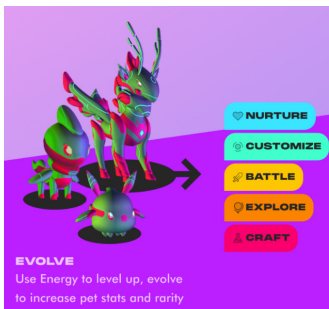 NURTURE
CUSTOMIZE
BATTLE
EXPLORE
CRAFT
EVOLVE
Use Energy to level up, evolve
to increase pet stats and rarity